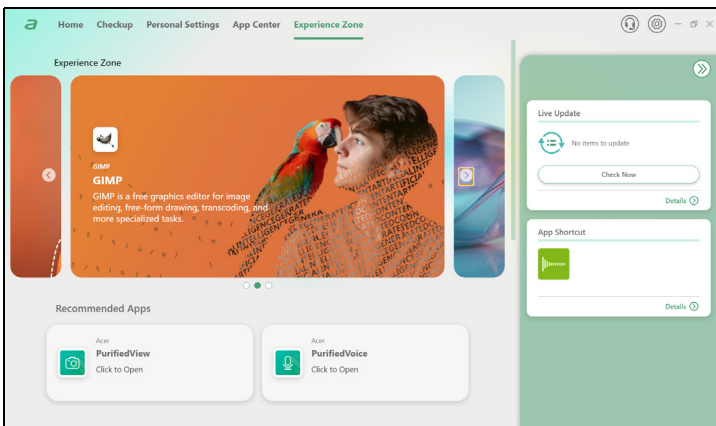 a Home Checkup Personal Settings App Center Experience Zone
Experience Zone
GIMP
GIMP
GIMP is a free graphics editor for image
editing, free-form drawing, transcoding, and
more specialized tasks.
Recommended Apps
Acer
PurifiedView
Click to Open
Acer
PurifiedVoice
Click to Open
Live Update
No items to update
Check Now
Details
App Shortcut
Details